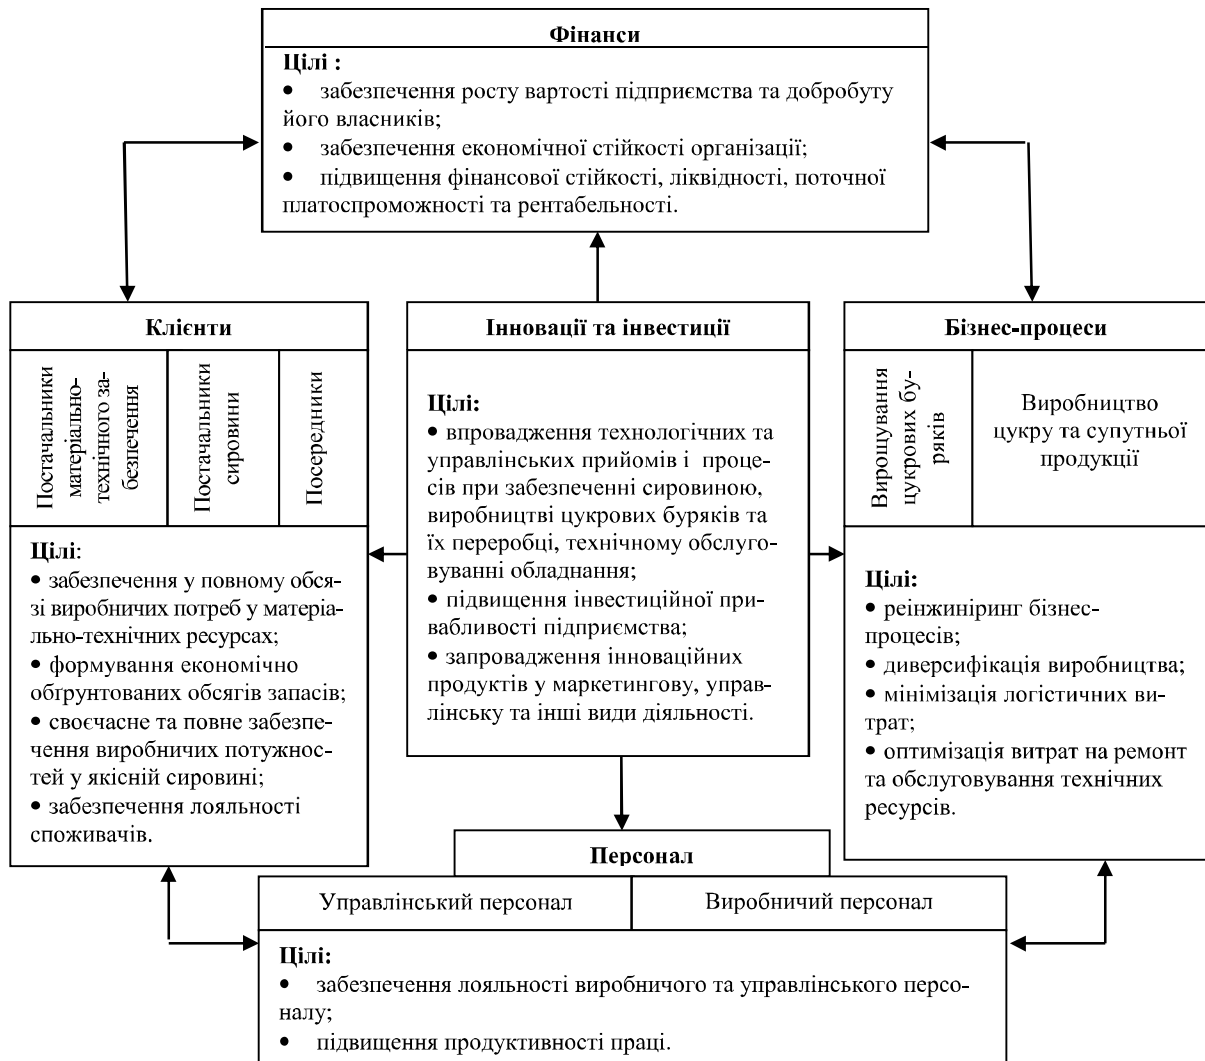 Фінанси
Цілі :
• забезпечення росту вартості підприємства та добробуту
його власників;
• забезпечення економічної стійкості організації;
• підвищення фінансової стійкості, ліквідності, поточної
платоспроможності та рентабельності.
Клієнти
Постачальники
матеріально-
технічного за-
безпечення
Постачальники
сировини
Посередники
Цілі:
• забезпечення у повному обся-
зі виробничих потреб у матеріа-
льно-технічних ресурсах;
• формування економічно
обґрунтованих обсягів запасів;
• своєчасне та повне забезпе-
чення виробничих потужнос-
тей у якісній сировині;
• забезпечення лояльності
споживачів.
Інновації та інвестиції
Цілі:
• впровадження технологічних та
управлінських прийомів і проце-
сів при забезпеченні сировиною,
виробництві цукрових буряків та
їх переробці, технічному обслуго-
вуванні обладнання;
• підвищення інвестиційної при-
вабливості підприємства;
• запровадження інноваційних
продуктів у маркетингову, управ-
лінську та інші види діяльності.
Бізнес-процеси
Вирощування
цукрових бу-
ряків
Виробництво
цукру та супутньої
продукції
Цілі:
• реінжиніринг бізнес-
процесів;
• диверсифікація виробництва;
• мінімізація логістичних ви-
трат;
• оптимізація витрат на ремонт
та обслуговування технічних
ресурсів.
Персонал
Управлінський персонал
Виробничий персонал
Цілі:
• забезпечення лояльності виробничого та управлінського персо-
налу;
• підвищення продуктивності праці.